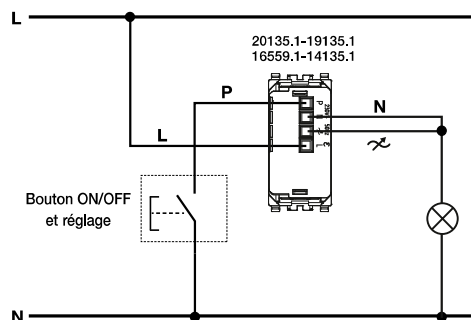 L
20135.1-19135.1
16559.1-14135.1
P
N
L
P
N
L
Bouton ON/OFF
et réglage
N